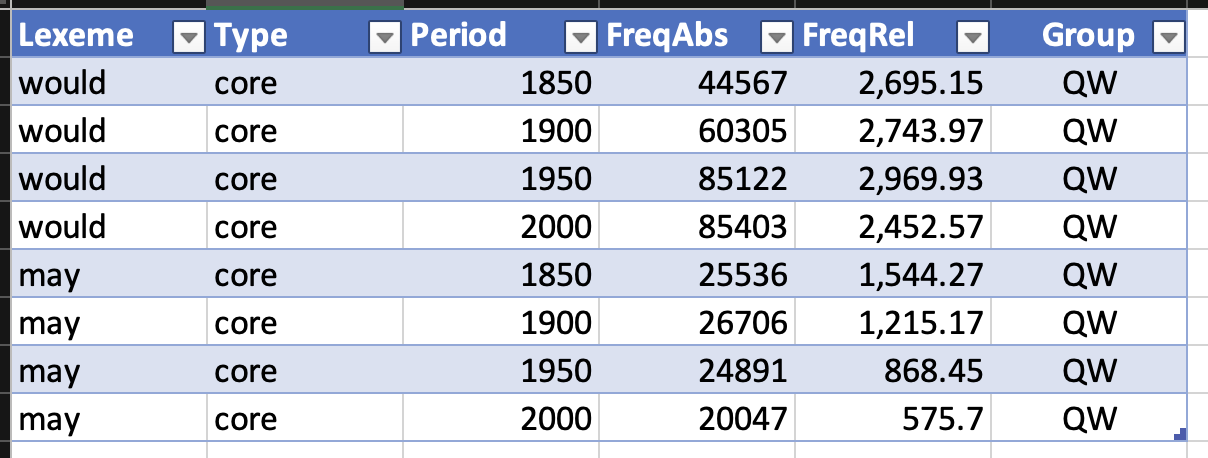 Lexeme Type Period FreqAbs FreqRel Group
would core 1850 44567 2,695.15 QW
would core 1900 60305 2,743.97 QW
would core 1950 85122 2,969.93 QW
would core 2000 85403 2,452.57 QW
may core 1850 25536 1,544.27 QW
may core 1900 26706 1,215.17 QW
may core 1950 24891 868.45 QW
may core 2000 20047 575.7 QW